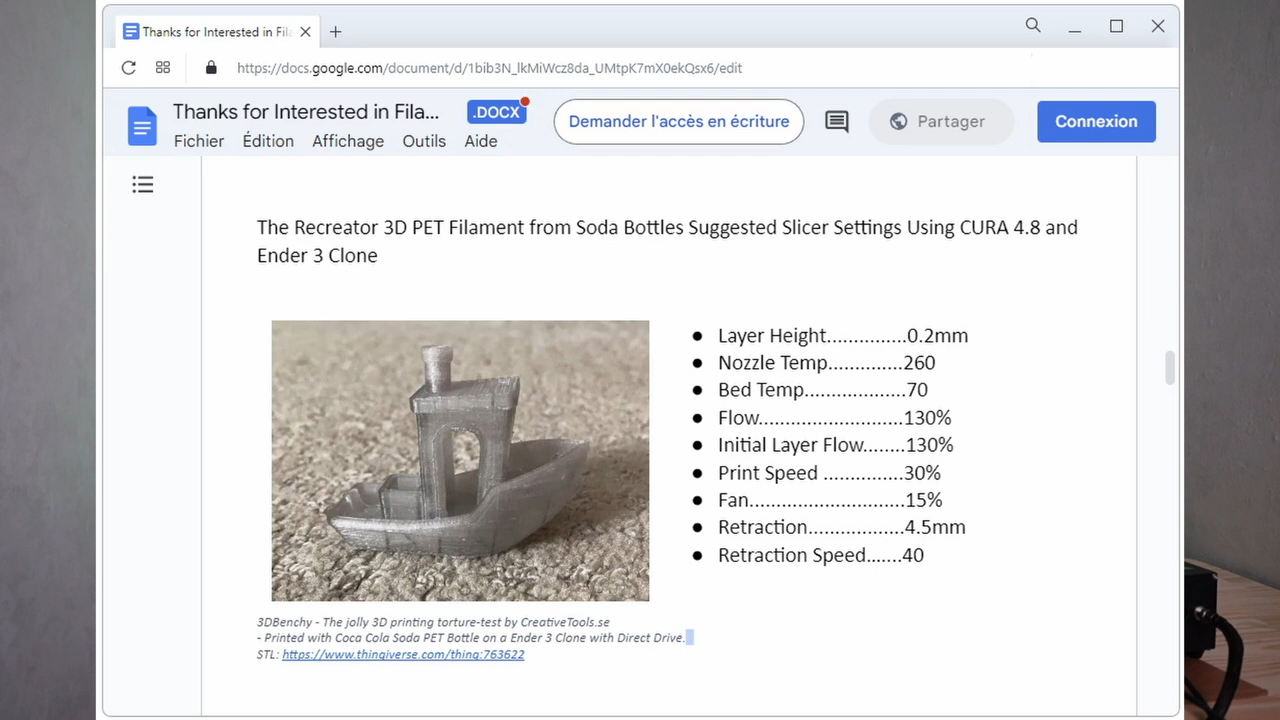 Thanks for Interested in Fil
https://docs.google.com/document/d/1bib3N_lkMiWcz8da_UMtpK7mX0ekQsx6/edit
Thanks for Interested in Fila... .DOCX
Demander l'accès en écriture
Partager
Connexion
Fichier Édition Affichage Outils Aide
The Recreator 3D PET Filament from Soda Bottles Suggested Slicer Settings Using CURA 4.8 and
Ender 3 Clone
● Layer Height...............0.2mm
● Nozzle Temp..............260
● Bed Temp...................70
● Flow...........................130%
● Initial Layer Flow........130%
● Print Speed ...............30%
● Fan.............................15%
● Retraction..................4.5mm
● Retraction Speed.......40
3DBenchy - The jolly 3D printing torture-test by CreativeTools.se
- Printed with Coca Cola Soda PET Bottle on a Ender 3 Clone with Direct Drive.
STL: https://www.thingiverse.com/thing:763622